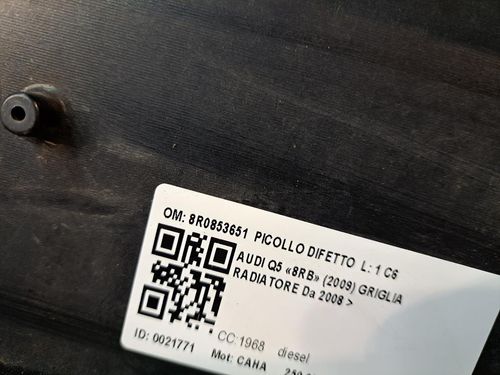 OM: 8R0853651 PICOLLO DIFETTO L: 1 C6
AUDI Q5 «8RB» (2009) GRIGLIA
RADIATORE Da 2008 >
CC:1968 diesel
ID: 0021771 Mot: CAHA